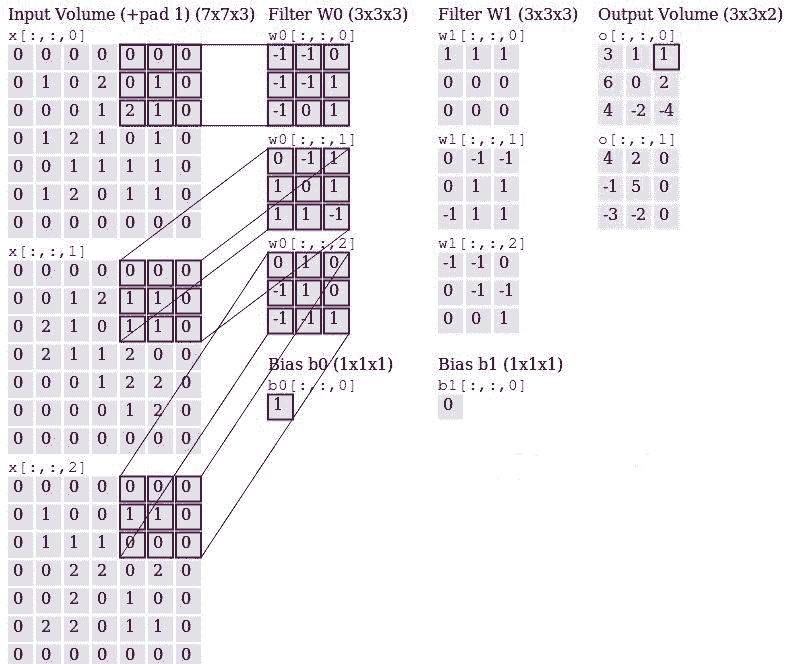 Input Volume (+pad 1) (7x7x3)
x[:,:,0]
0 0 0 0 0 0 0
0 1 0 2 0 1 0
0 0 0 1 2 1 0
0 1 2 1 0 1 0
0 0 1 1 1 1 0
0 1 2 0 1 1 0
0 0 0 0 0 0 0
x[:,:,1]
0 0 0 0 0 0 0
0 0 1 2 1 1 0
0 2 1 0 1 1 0
0 2 1 1 2 0 0
0 0 0 1 2 2 0
0 0 0 0 1 2 0
0 0 0 0 0 0 0
x[:,:,2]
0 0 0 0 0 0 0
0 1 0 0 1 1 0
0 1 1 1 0 0 0
0 0 2 2 0 2 0
0 0 2 0 1 0 0
0 2 2 0 1 1 0
0 0 0 0 0 0 0
Filter W0 (3x3x3)
w0[:,:,0]
-1 -1 0
-1 -1 1
-1 0 1
w0[:,:,1]
0 -1 1
1 0 1
1 1 -1
w0[:,:,2]
0 1 0
-1 1 0
-1 -1 1
Bias b0 (1x1x1)
b0[:,:,0]
1
Filter W1 (3x3x3)
w1[:,:,0]
1 1 1
0 0 0
0 0 0
w1[:,:,1]
0 -1 -1
0 1 1
-1 1 1
w1[:,:,2]
-1 -1 0
0 -1 -1
0 0 1
Bias b1 (1x1x1)
b1[:,:,0]
0
Output Volume (3x3x2)
o[:,:,0]
3 1 1
6 0 2
4 -2 -4
o[:,:,1]
4 2 0
-1 5 0
-3 -2 0